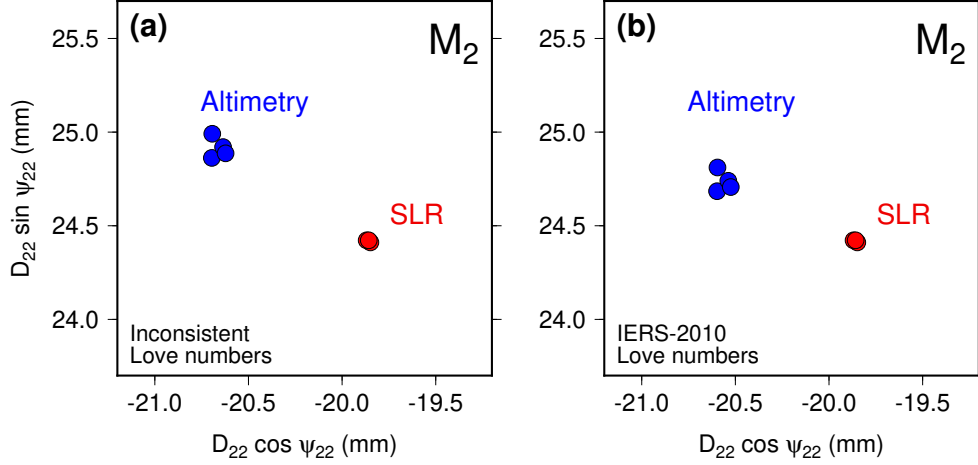 (a)
M2
Altimetry
SLR
Inconsistent
Love numbers
25.5
25.0
24.5
24.0
D22 sin ψ22 (mm)
-21.0 -20.5 -20.0 -19.5
D22 cos ψ22 (mm)
(b)
M2
Altimetry
SLR
IERS-2010
Love numbers
25.5
25.0
24.5
24.0
-21.0 -20.5 -20.0 -19.5
D22 cos ψ22 (mm)